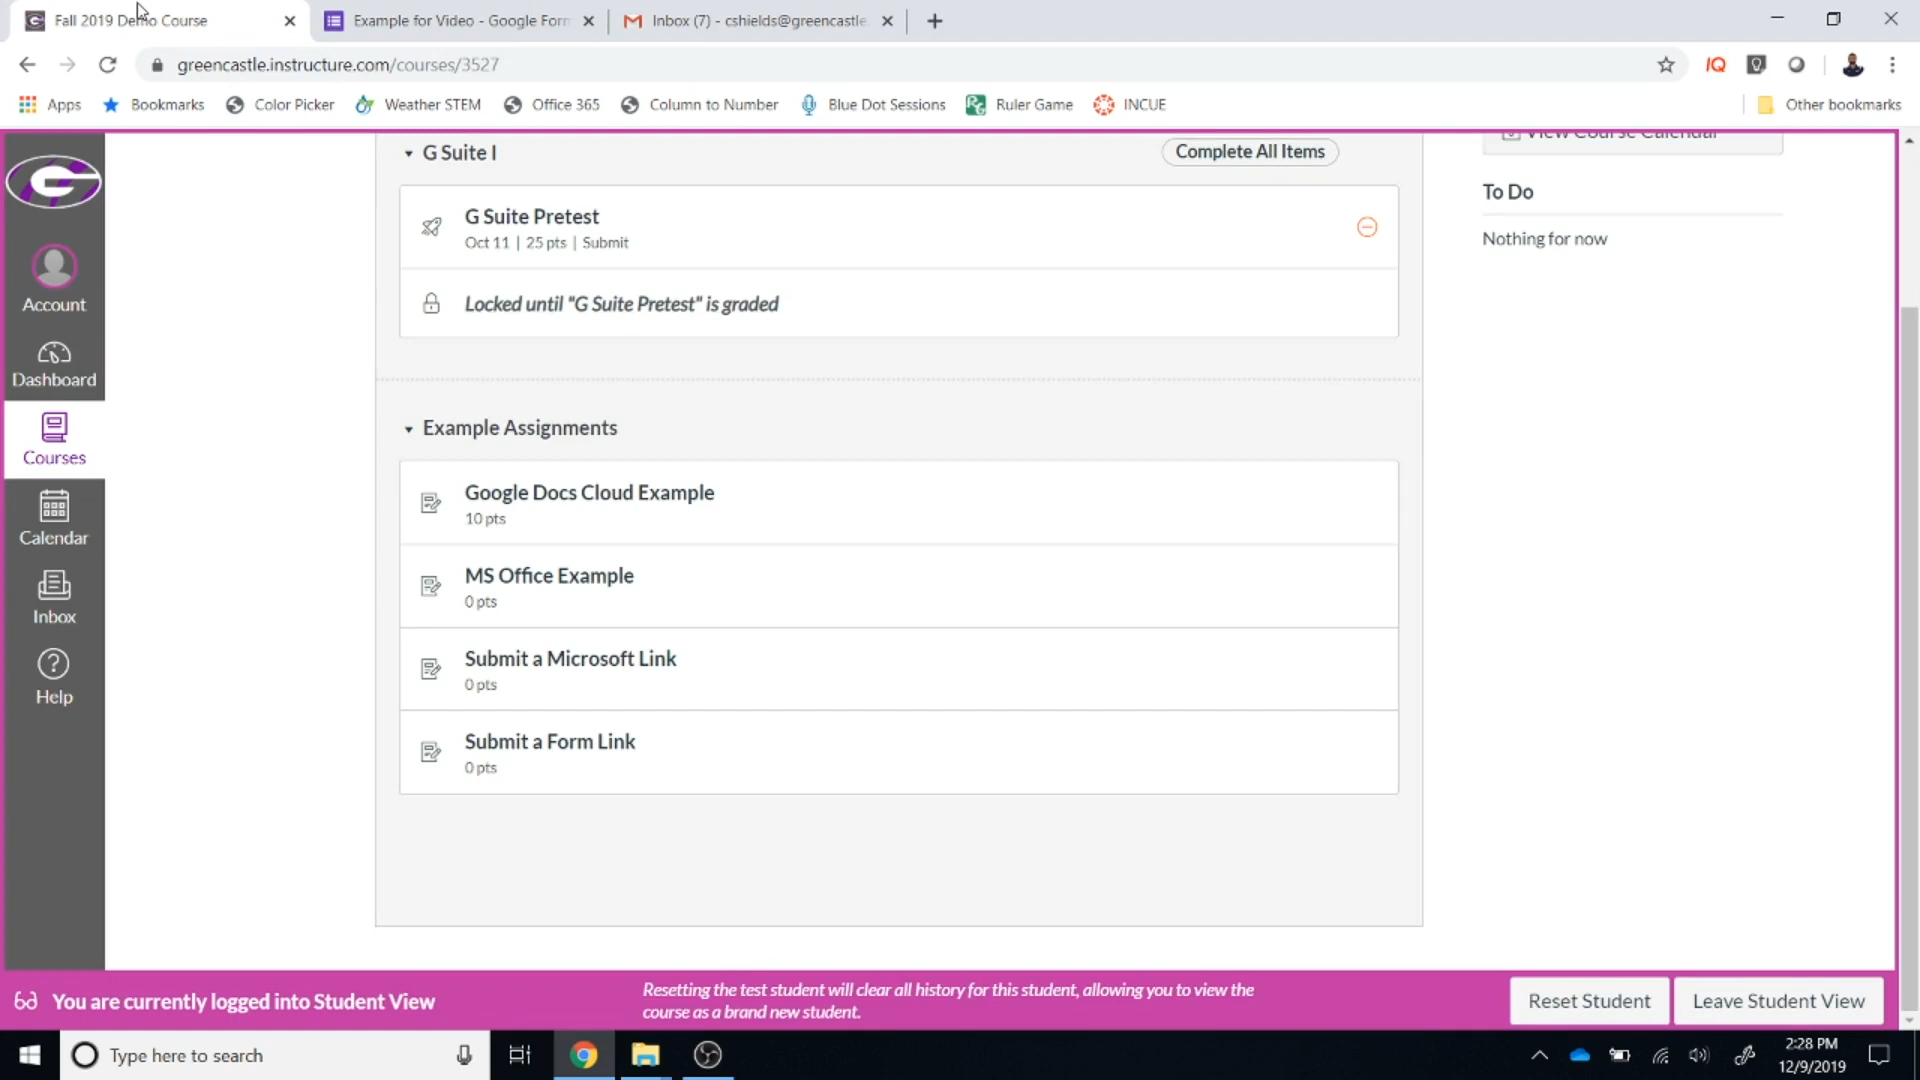 Fall 2019 Demo Course
Example for Video - Google Form
Inbox (7) - cshields@greencastle.
greencastle.instructure.com/courses/3527
Apps
Bookmarks
Color Picker
Weather STEM
Office 365
Column to Number
Blue Dot Sessions
Ruler Game
INCUE
Other bookmarks
View Course Calendar
G Suite I
Complete All Items
G Suite Pretest
Oct 11 | 25 pts | Submit
Locked until "G Suite Pretest" is graded
To Do
Nothing for now
Account
Dashboard
Courses
Calendar
Inbox
Help
Example Assignments
Google Docs Cloud Example
10 pts
MS Office Example
0 pts
Submit a Microsoft Link
0 pts
Submit a Form Link
0 pts
You are currently logged into Student View
Resetting the test student will clear all history for this student, allowing you to view the
course as a brand new student.
Reset Student
Leave Student View
Type here to search
2:28 PM
12/9/2019